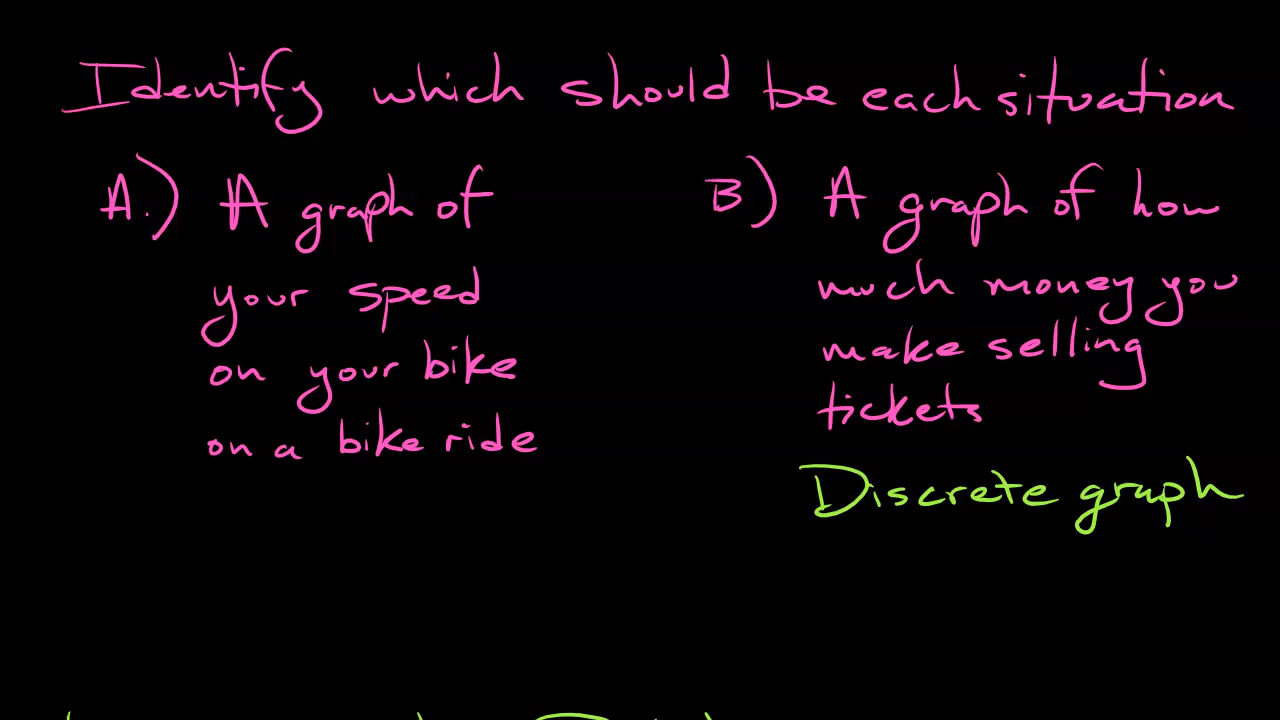 Identify which should be each situation
A.) A graph of
your speed
on your bike
on a bike ride
B) A graph of how
much money you
make selling
tickets
Discrete graph